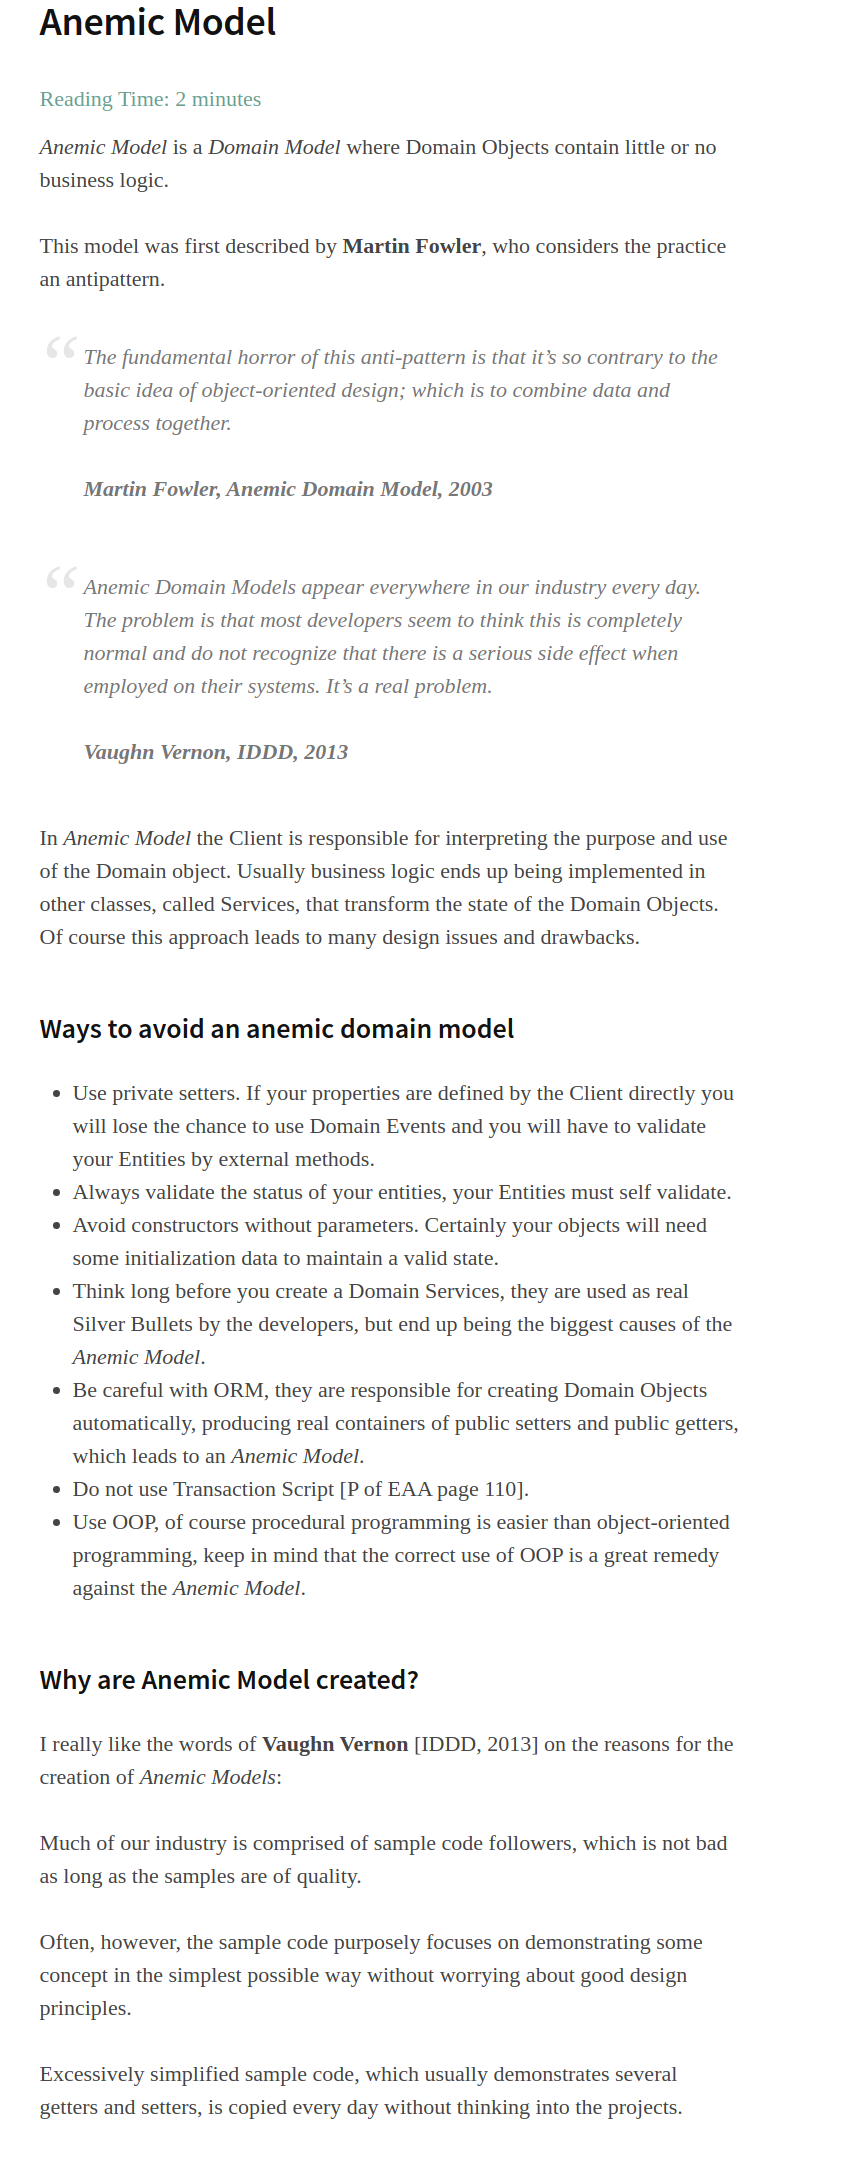 Anemic Model
Reading Time: 2 minutes
Anemic Model is a Domain Model where Domain Objects contain little or no
business logic.
This model was first described by Martin Fowler, who considers the practice
an antipattern.
“
The fundamental horror of this anti-pattern is that it’s so contrary to the
basic idea of object-oriented design; which is to combine data and
process together.
Martin Fowler, Anemic Domain Model, 2003
“
Anemic Domain Models appear everywhere in our industry every day.
The problem is that most developers seem to think this is completely
normal and do not recognize that there is a serious side effect when
employed on their systems. It’s a real problem.
Vaughn Vernon, IDDD, 2013
In Anemic Model the Client is responsible for interpreting the purpose and use
of the Domain object. Usually business logic ends up being implemented in
other classes, called Services, that transform the state of the Domain Objects.
Of course this approach leads to many design issues and drawbacks.
Ways to avoid an anemic domain model
• Use private setters. If your properties are defined by the Client directly you
will lose the chance to use Domain Events and you will have to validate
your Entities by external methods.
• Always validate the status of your entities, your Entities must self validate.
• Avoid constructors without parameters. Certainly your objects will need
some initialization data to maintain a valid state.
• Think long before you create a Domain Services, they are used as real
Silver Bullets by the developers, but end up being the biggest causes of the
Anemic Model.
• Be careful with ORM, they are responsible for creating Domain Objects
automatically, producing real containers of public setters and public getters,
which leads to an Anemic Model.
• Do not use Transaction Script [P of EAA page 110].
• Use OOP, of course procedural programming is easier than object-oriented
programming, keep in mind that the correct use of OOP is a great remedy
against the Anemic Model.
Why are Anemic Model created?
I really like the words of Vaughn Vernon [IDDD, 2013] on the reasons for the
creation of Anemic Models:
Much of our industry is comprised of sample code followers, which is not bad
as long as the samples are of quality.
Often, however, the sample code purposely focuses on demonstrating some
concept in the simplest possible way without worrying about good design
principles.
Excessively simplified sample code, which usually demonstrates several
getters and setters, is copied every day without thinking into the projects.